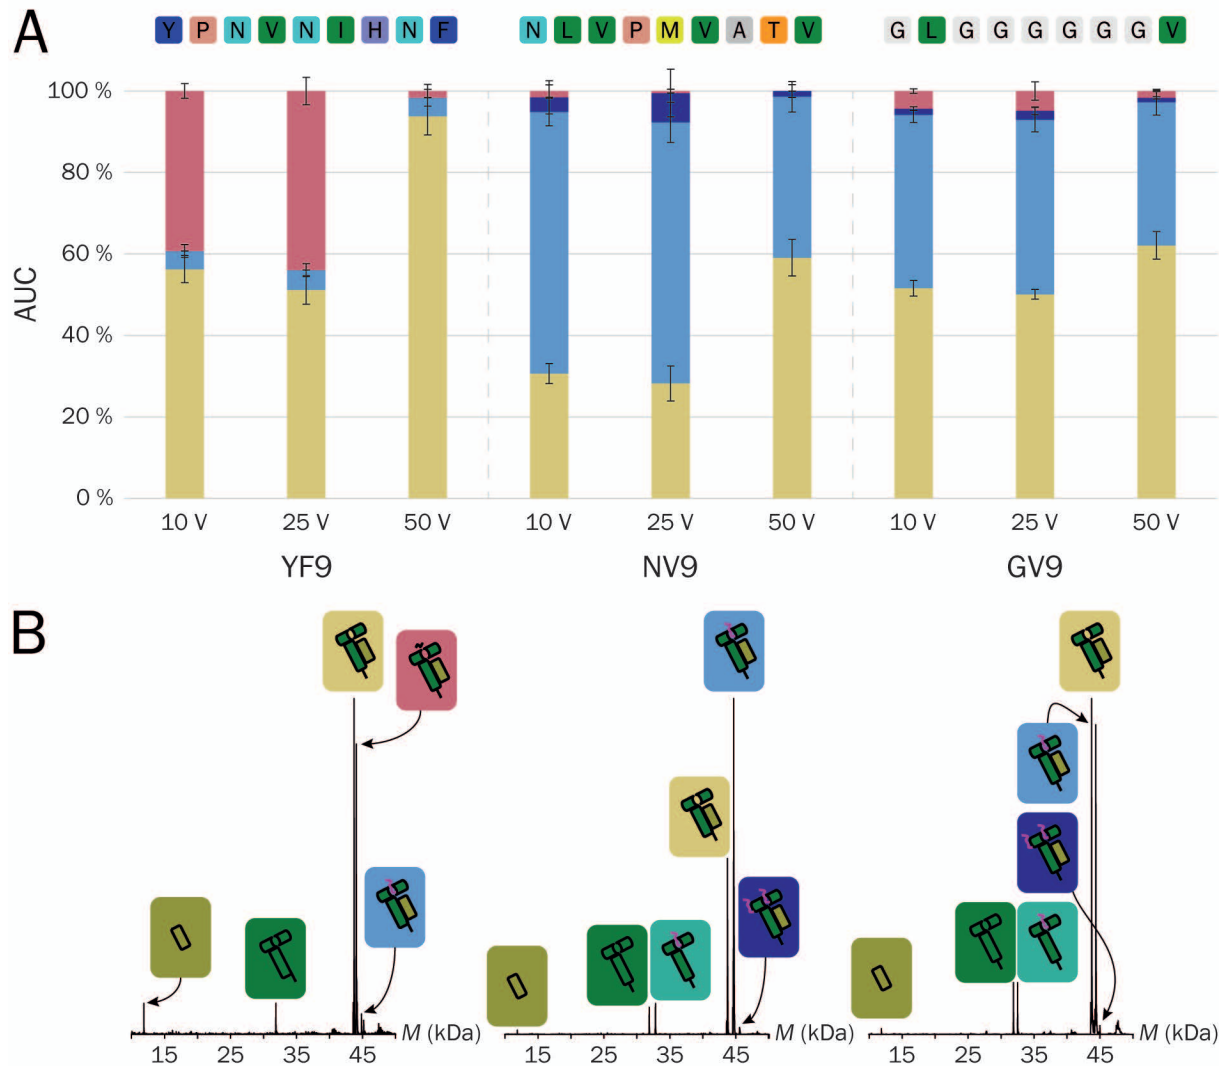 A
Y P N V N I H N F
N L V P M V A T V
G L G G G G G G V
100 %
80 %
60 %
40 %
20 %
0 %
AUC
10 V 25 V 50 V
10 V 25 V 50 V
10 V 25 V 50 V
YF9
NV9
GV9
B
M (kDa)
15 25 35 45
M (kDa)
15 25 35 45
M (kDa)
15 25 35 45